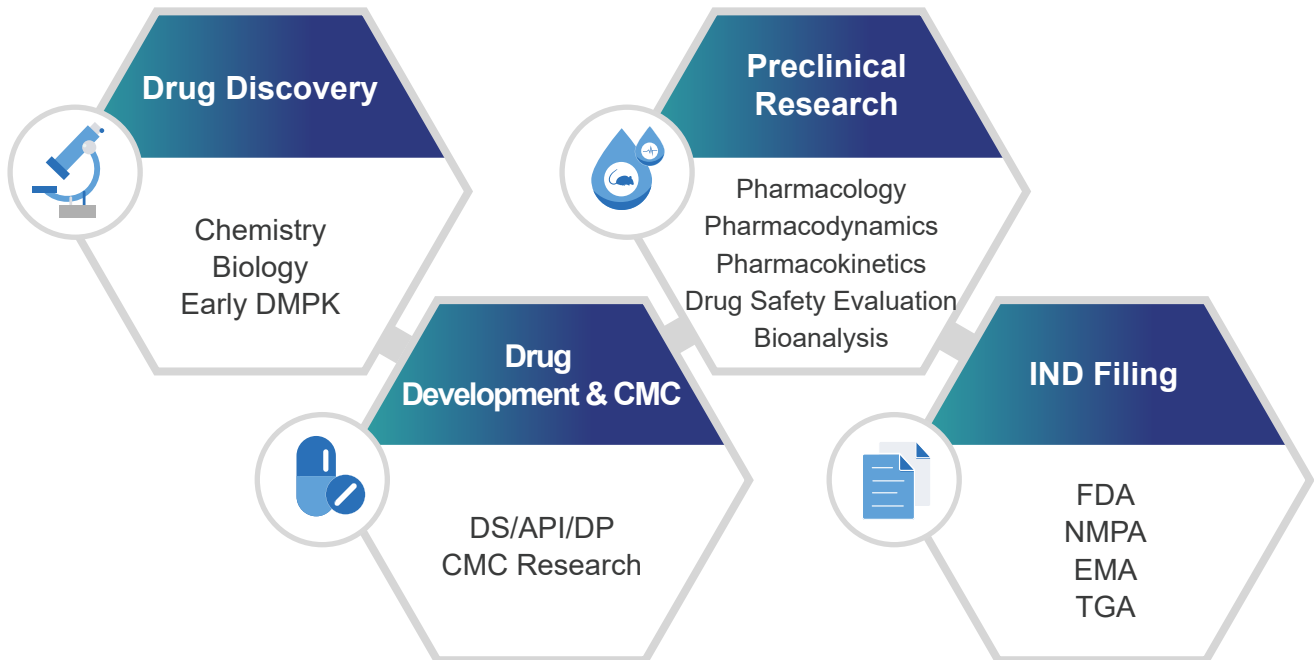 Drug Discovery
Chemistry
Biology
Early DMPK
Drug
Development & CMC
DS/API/DP
CMC Research
Preclinical
Research
Pharmacology
Pharmacodynamics
Pharmacokinetics
Drug Safety Evaluation
Bioanalysis
IND Filing
FDA
NMPA
EMA
TGA